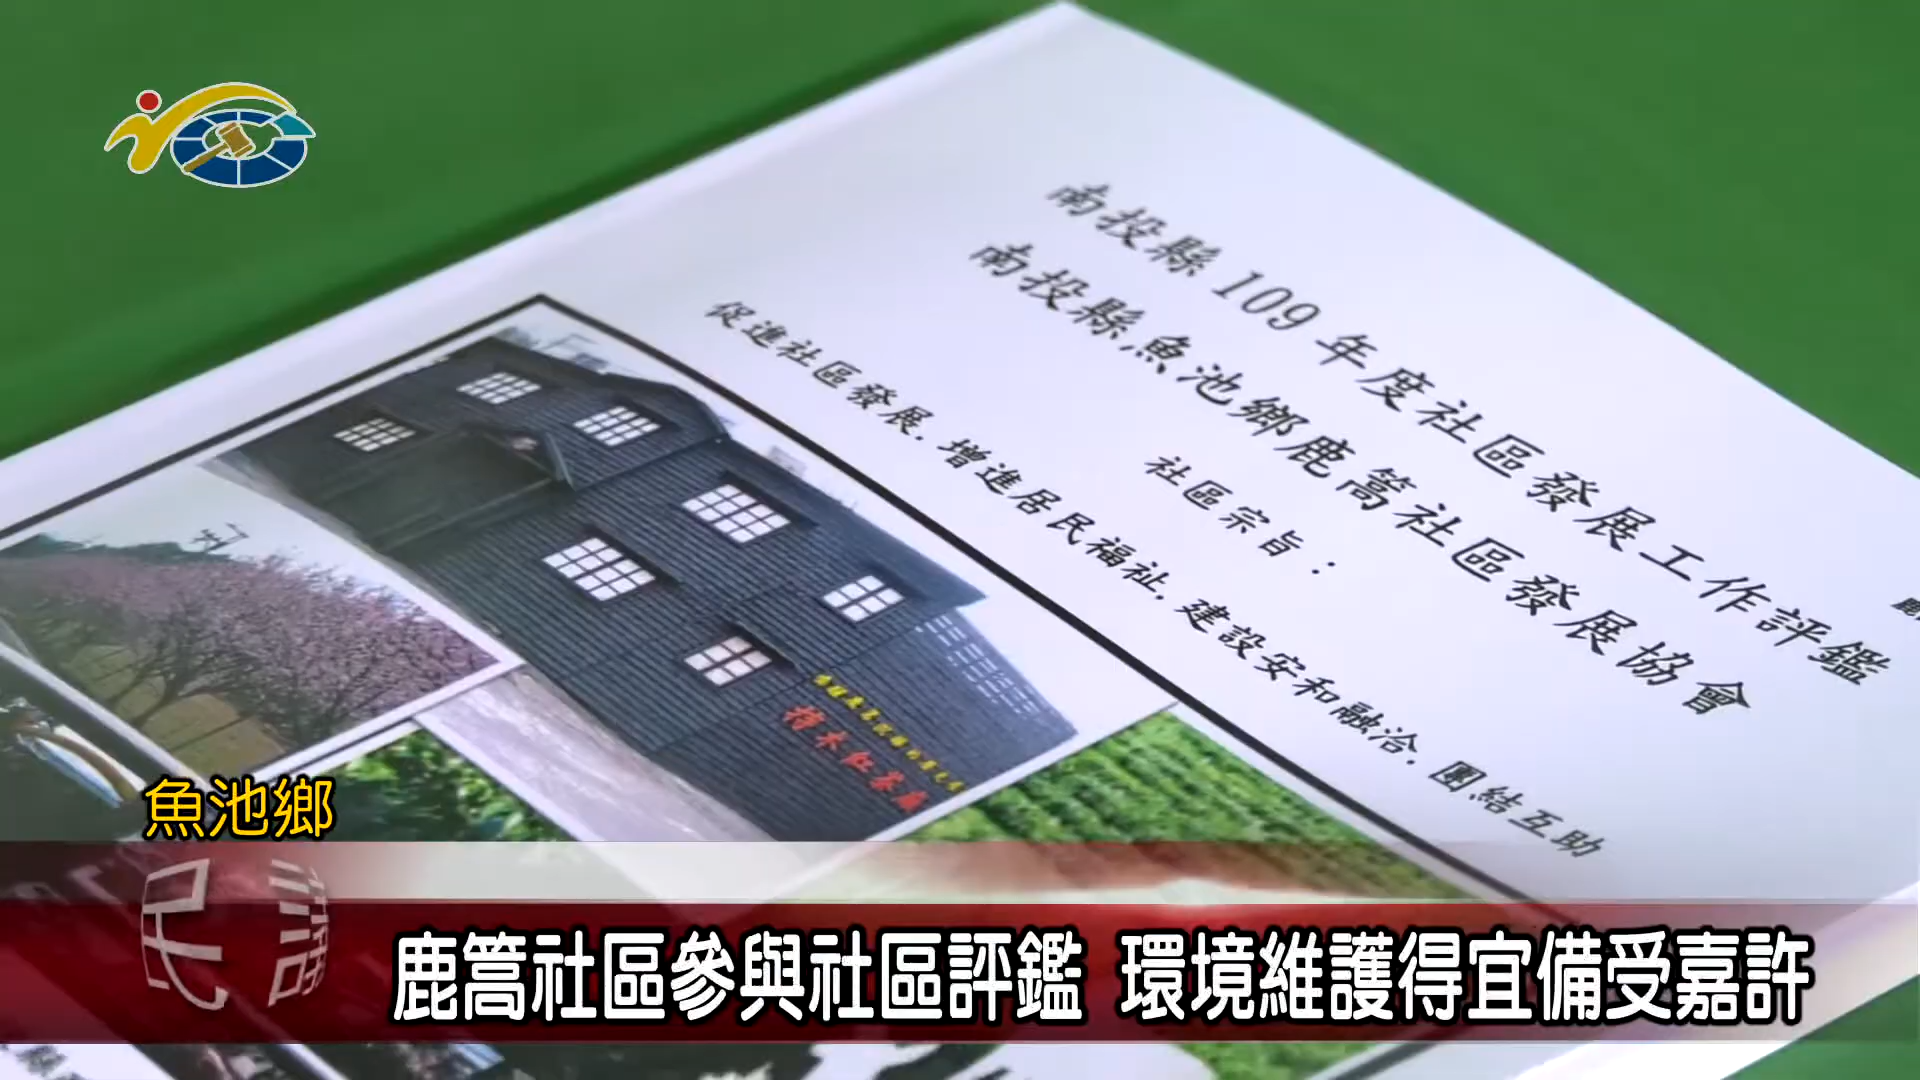 南投縣 109 年度社區發展工作評鑑
南投縣魚池鄉鹿篙社區發展協會
社區宗旨：
促進社區發展，增進居民福祉，建設安和融洽，團結互助
魚池鄉
民議
鹿篙社區參與社區評鑑 環境維護得宜備受嘉許